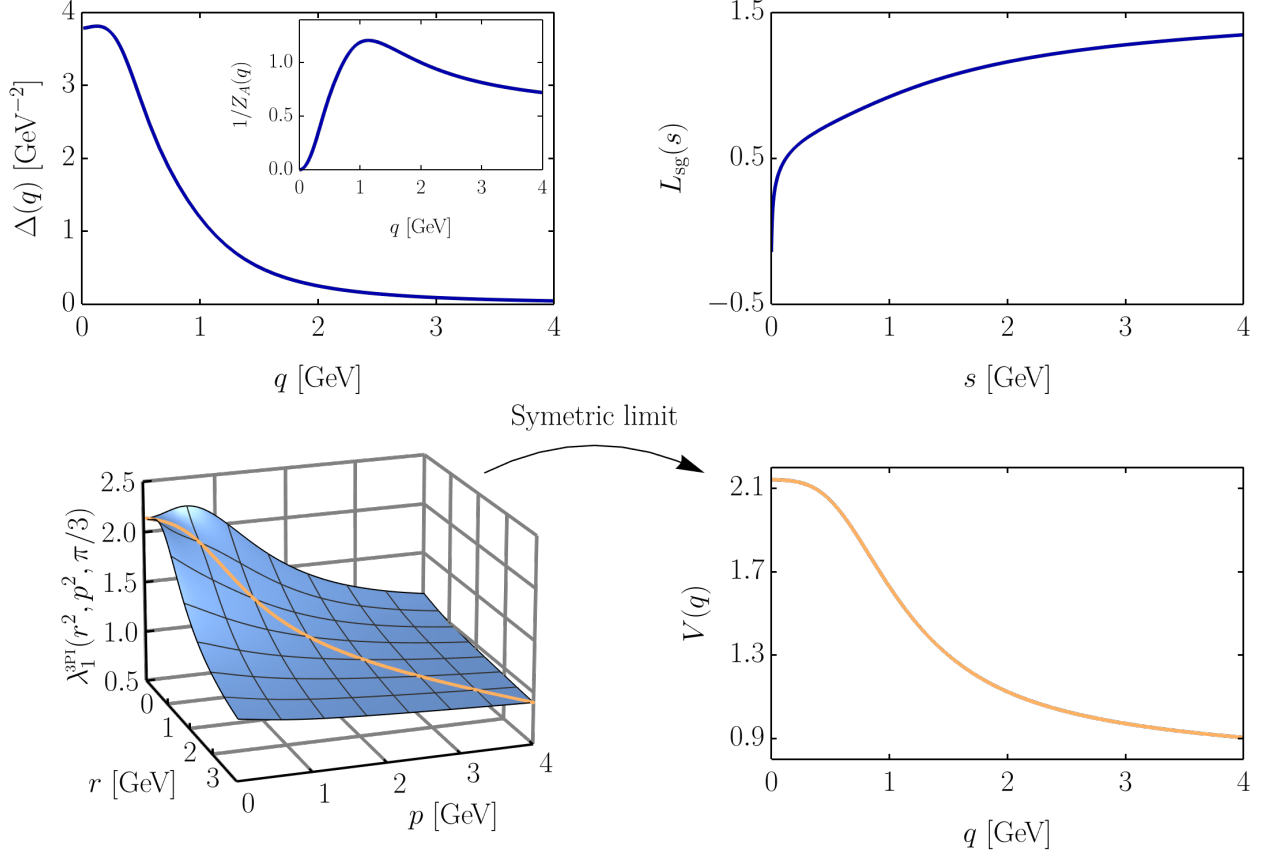 4
3
2
1
0
Δ(q) [GeV⁻²]
0 1 2 3 4
q [GeV]
1.0
0.5
0.0
1/Z_A(q)
0 1 2 3 4
q [GeV]
1.5
0.5
−0.5
L_sg(s)
0 1 2 3 4
s [GeV]
Symetric limit
2.5
2.0
1.5
1.0
0.5
λ₁^3PI(r², p², π/3)
0 1 2 3
r [GeV]
0 1 2 3 4
p [GeV]
2.1
1.7
1.3
0.9
V(q)
0 1 2 3 4
q [GeV]